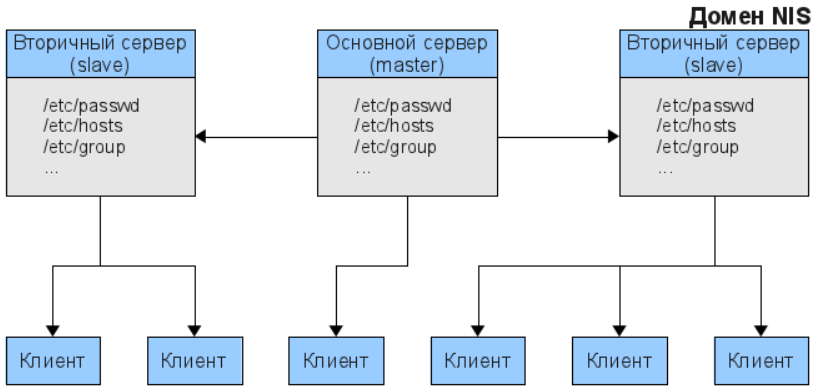 Домен NIS
Вторичный сервер
(slave)
/etc/passwd
/etc/hosts
/etc/group
...
Основной сервер
(master)
/etc/passwd
/etc/hosts
/etc/group
...
Вторичный сервер
(slave)
/etc/passwd
/etc/hosts
/etc/group
...
Клиент
Клиент
Клиент
Клиент
Клиент
Клиент